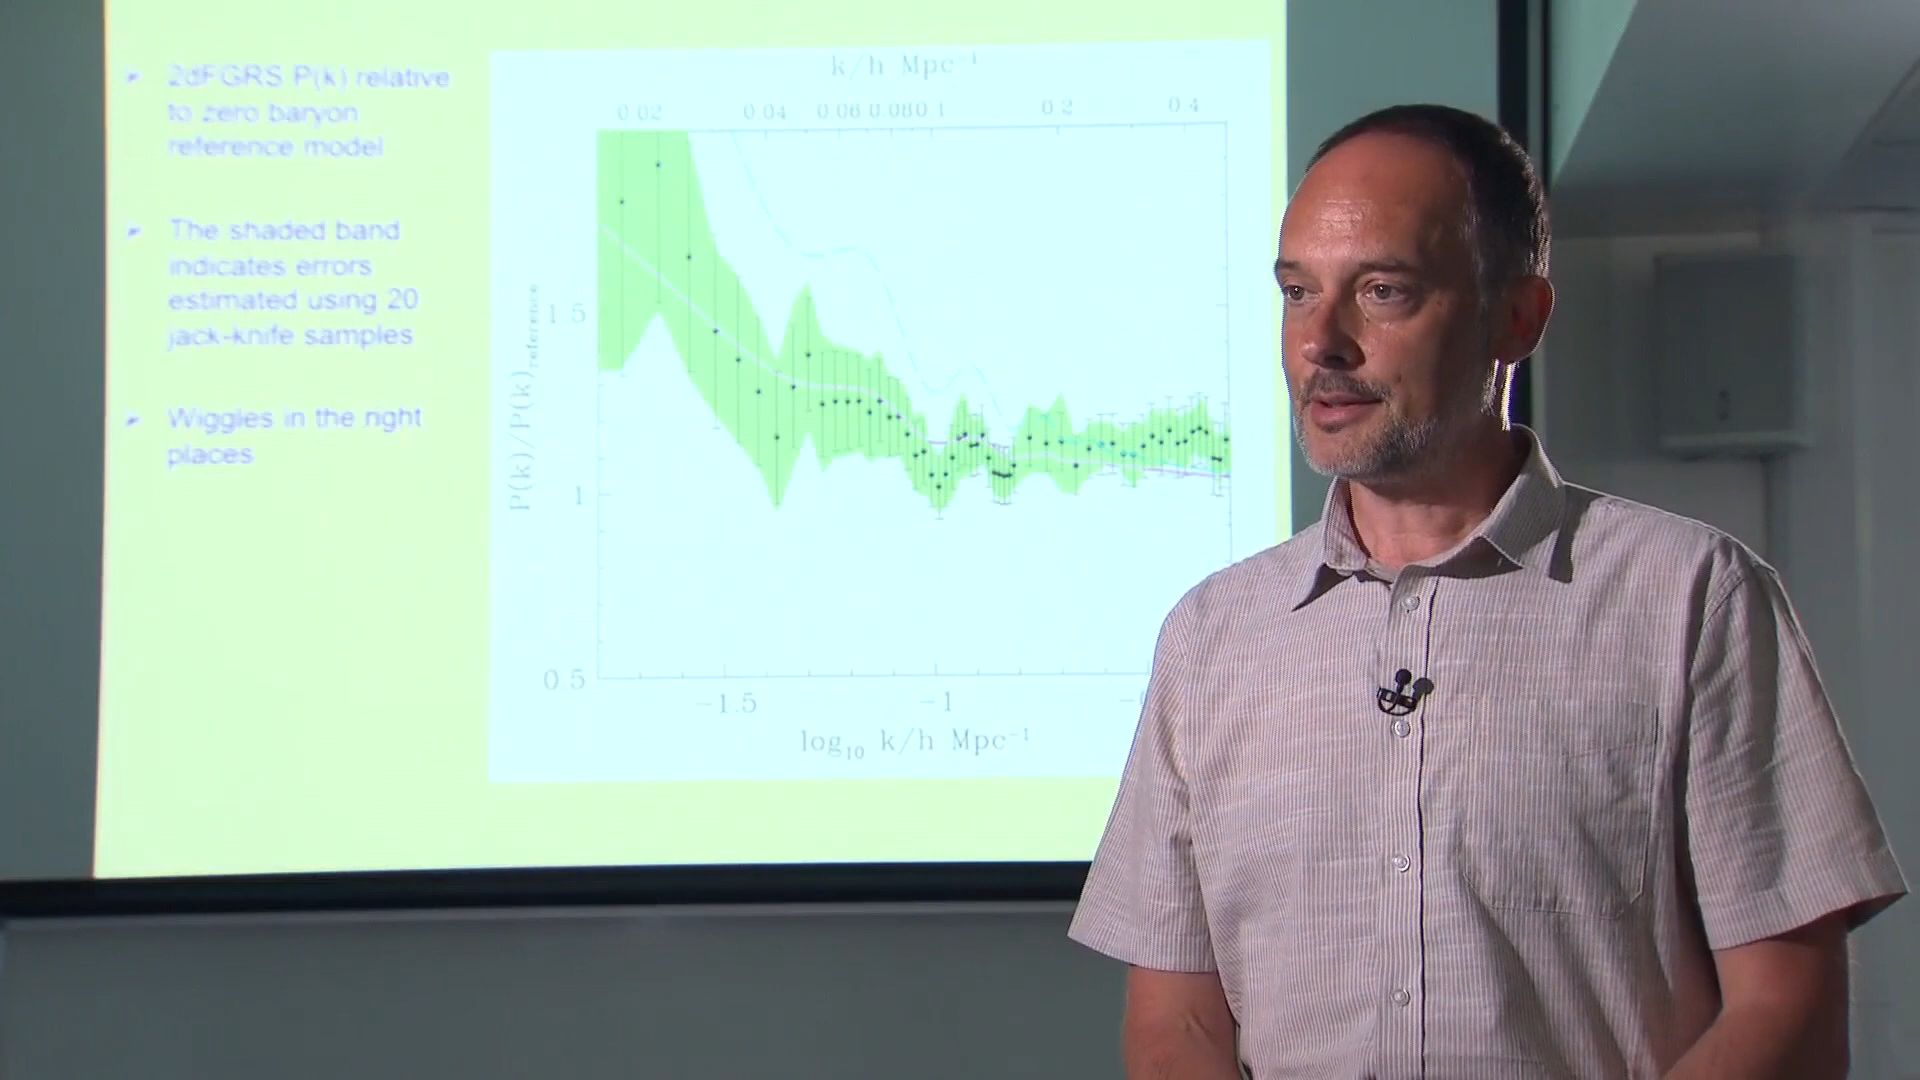 ➤ 2dFGRS P(k) relative
to zero baryon
reference model
➤ The shaded band
indicates errors
estimated using 20
jack-knife samples
➤ Wiggles in the right
places
k/h Mpc⁻¹
0.02 0.04 0.06 0.08 0.1 0.2 0.4
P(k)/P(k)reference
1.5
1
0.5
-1.5 -1
log₁₀ k/h Mpc⁻¹